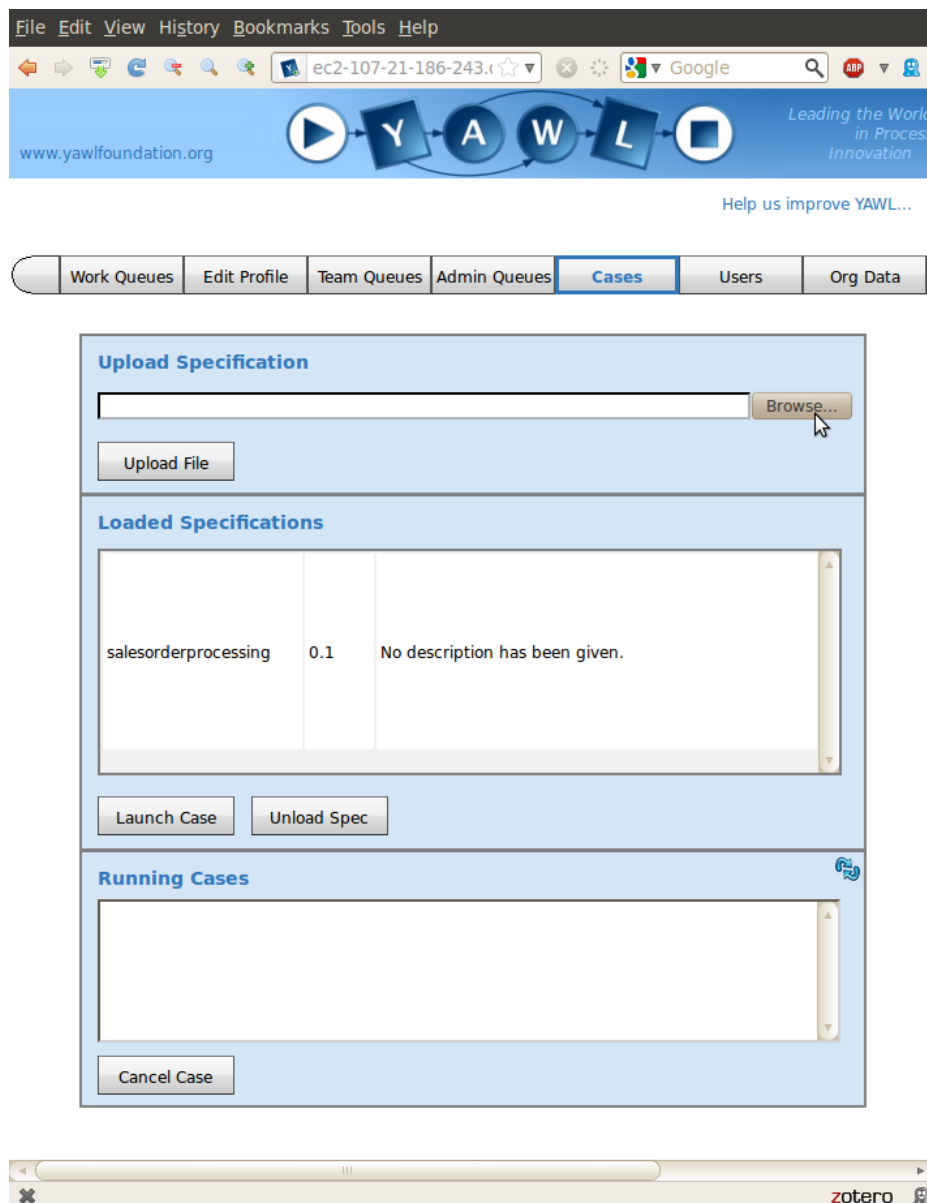 File Edit View History Bookmarks Tools Help
ec2-107-21-186-243.
Google
ABP
www.yawlfoundation.org
Y A W L
Leading the World
in Process
Innovation
Help us improve YAWL...
Work Queues Edit Profile Team Queues Admin Queues Cases Users Org Data
Upload Specification
Browse...
Upload File
Loaded Specifications
salesorderprocessing 0.1 No description has been given.
Launch Case Unload Spec
Running Cases
Cancel Case
zotero